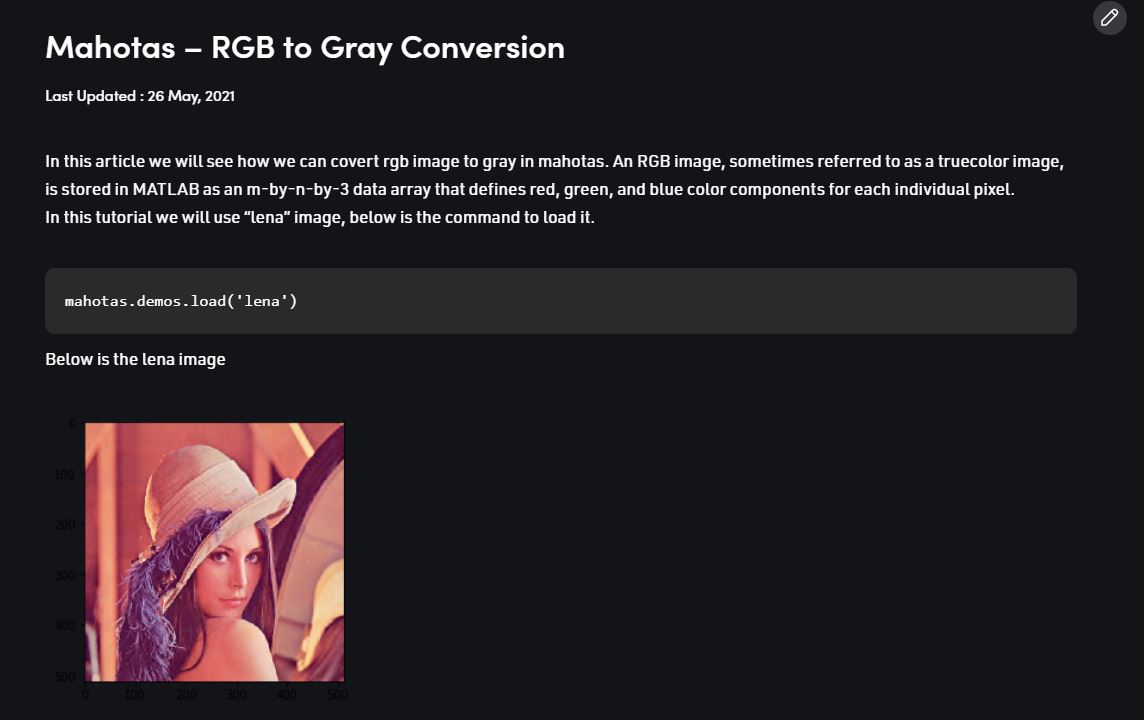 Mahotas – RGB to Gray Conversion
Last Updated : 26 May, 2021
In this article we will see how we can covert rgb image to gray in mahotas. An RGB image, sometimes referred to as a truecolor image,
is stored in MATLAB as an m-by-n-by-3 data array that defines red, green, and blue color components for each individual pixel.
In this tutorial we will use “lena” image, below is the command to load it.
mahotas.demos.load('lena')
Below is the lena image
0
100
200
300
400
500
0 100 200 300 400 500